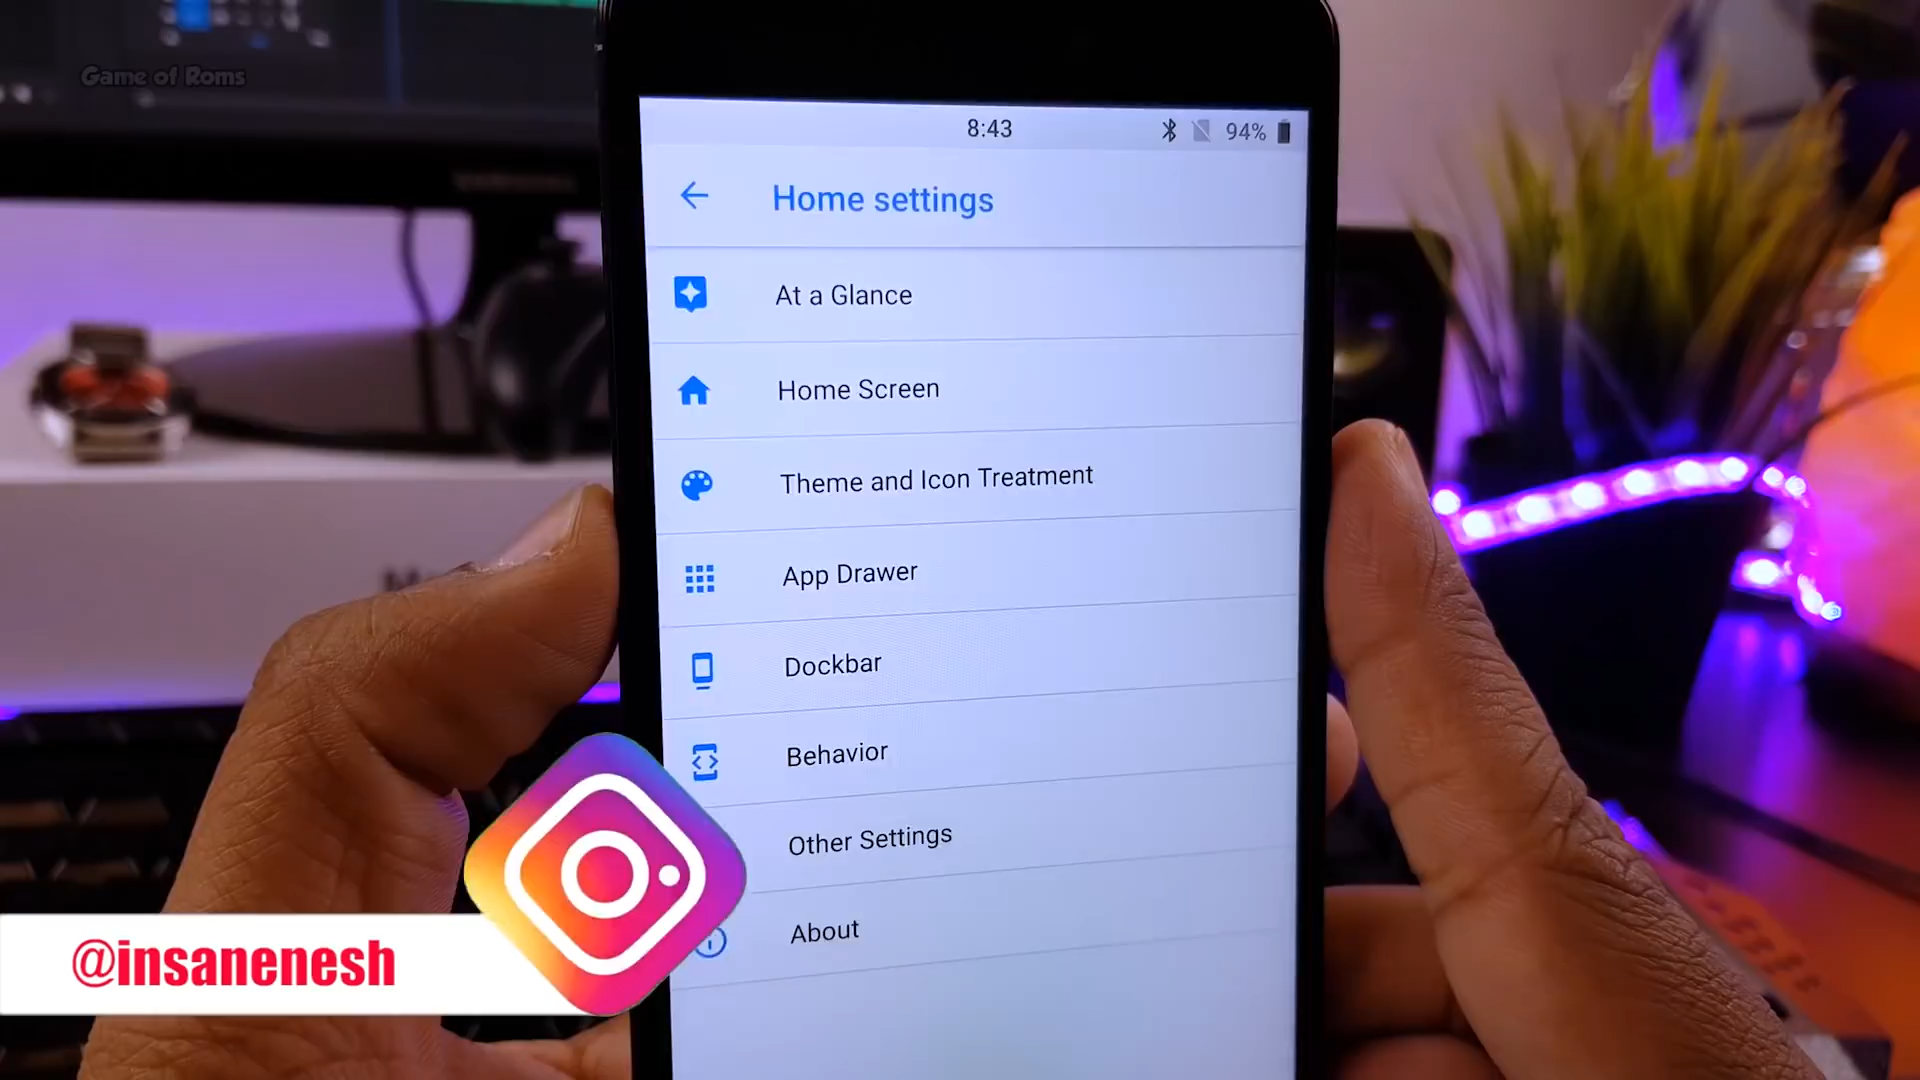 Game of Roms
8:43
94%
Home settings
At a Glance
Home Screen
Theme and Icon Treatment
App Drawer
Dockbar
Behavior
Other Settings
About
@insanenesh